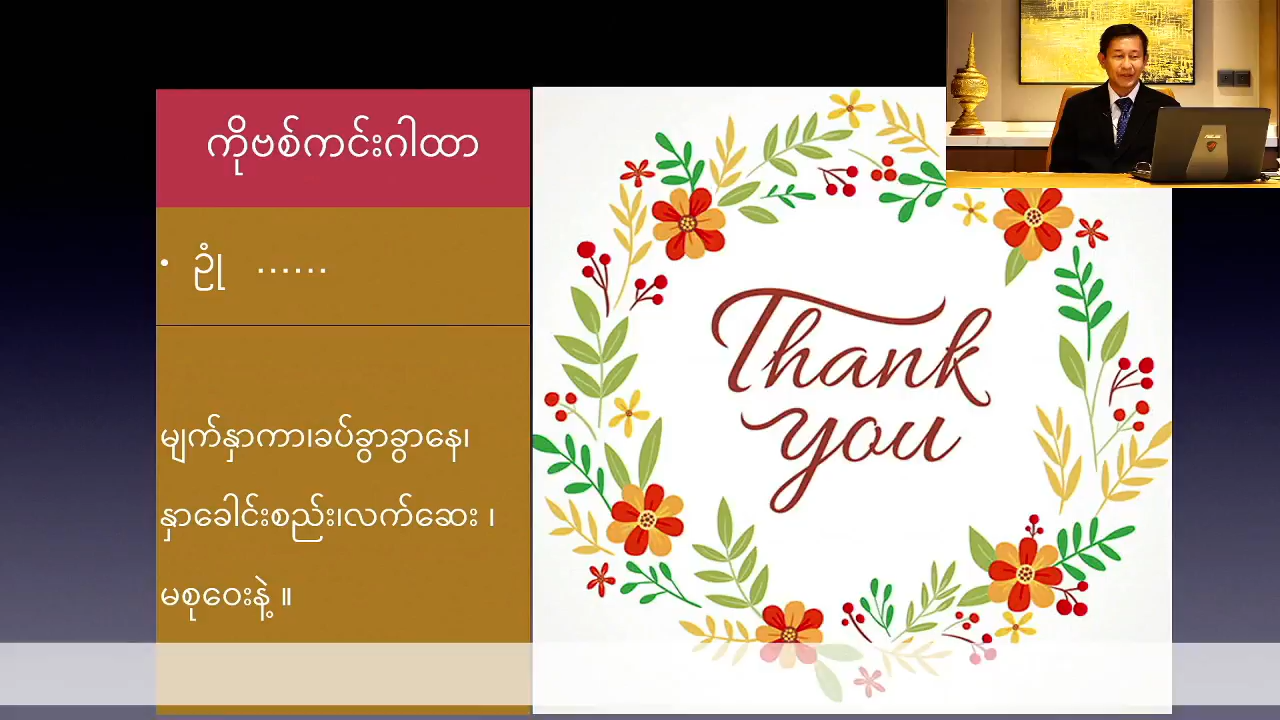 ကိုဗစ်ကင်းဂါထာ
• ဥုံ ......
မျက်နှာကာ၊ခပ်ခွာခွာနေ၊
နှာခေါင်းစည်း၊လက်ဆေး ၊
မစုဝေးနဲ့ ။
Thank
you